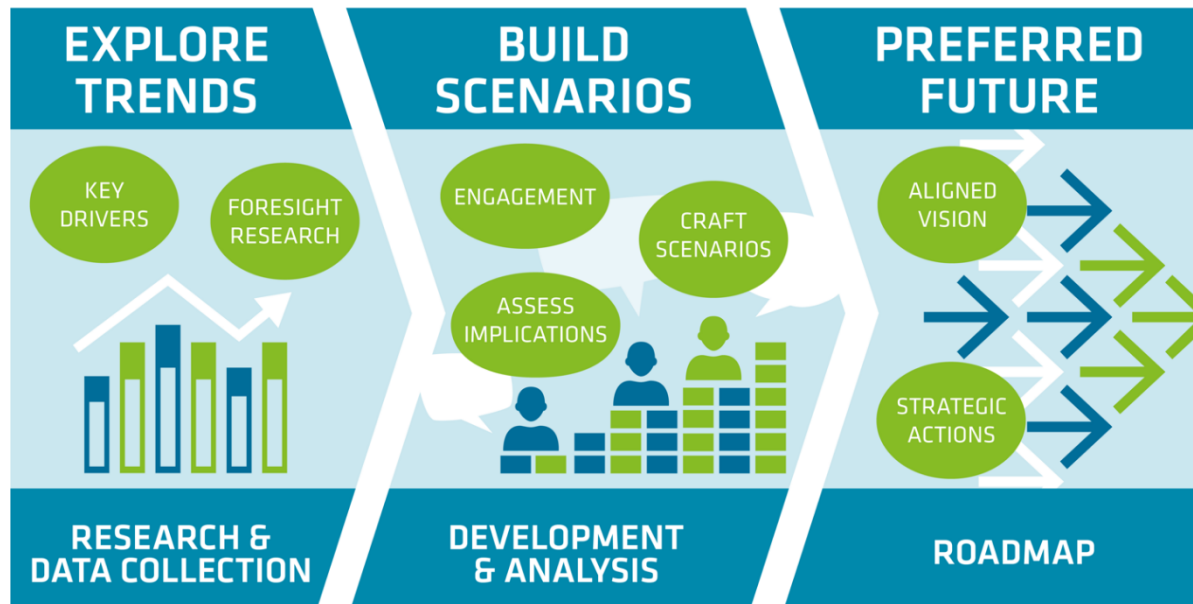 EXPLORE
TRENDS
KEY
DRIVERS
FORESIGHT
RESEARCH
RESEARCH &
DATA COLLECTION
BUILD
SCENARIOS
ENGAGEMENT
CRAFT
SCENARIOS
ASSESS
IMPLICATIONS
DEVELOPMENT
& ANALYSIS
PREFERRED
FUTURE
ALIGNED
VISION
STRATEGIC
ACTIONS
ROADMAP